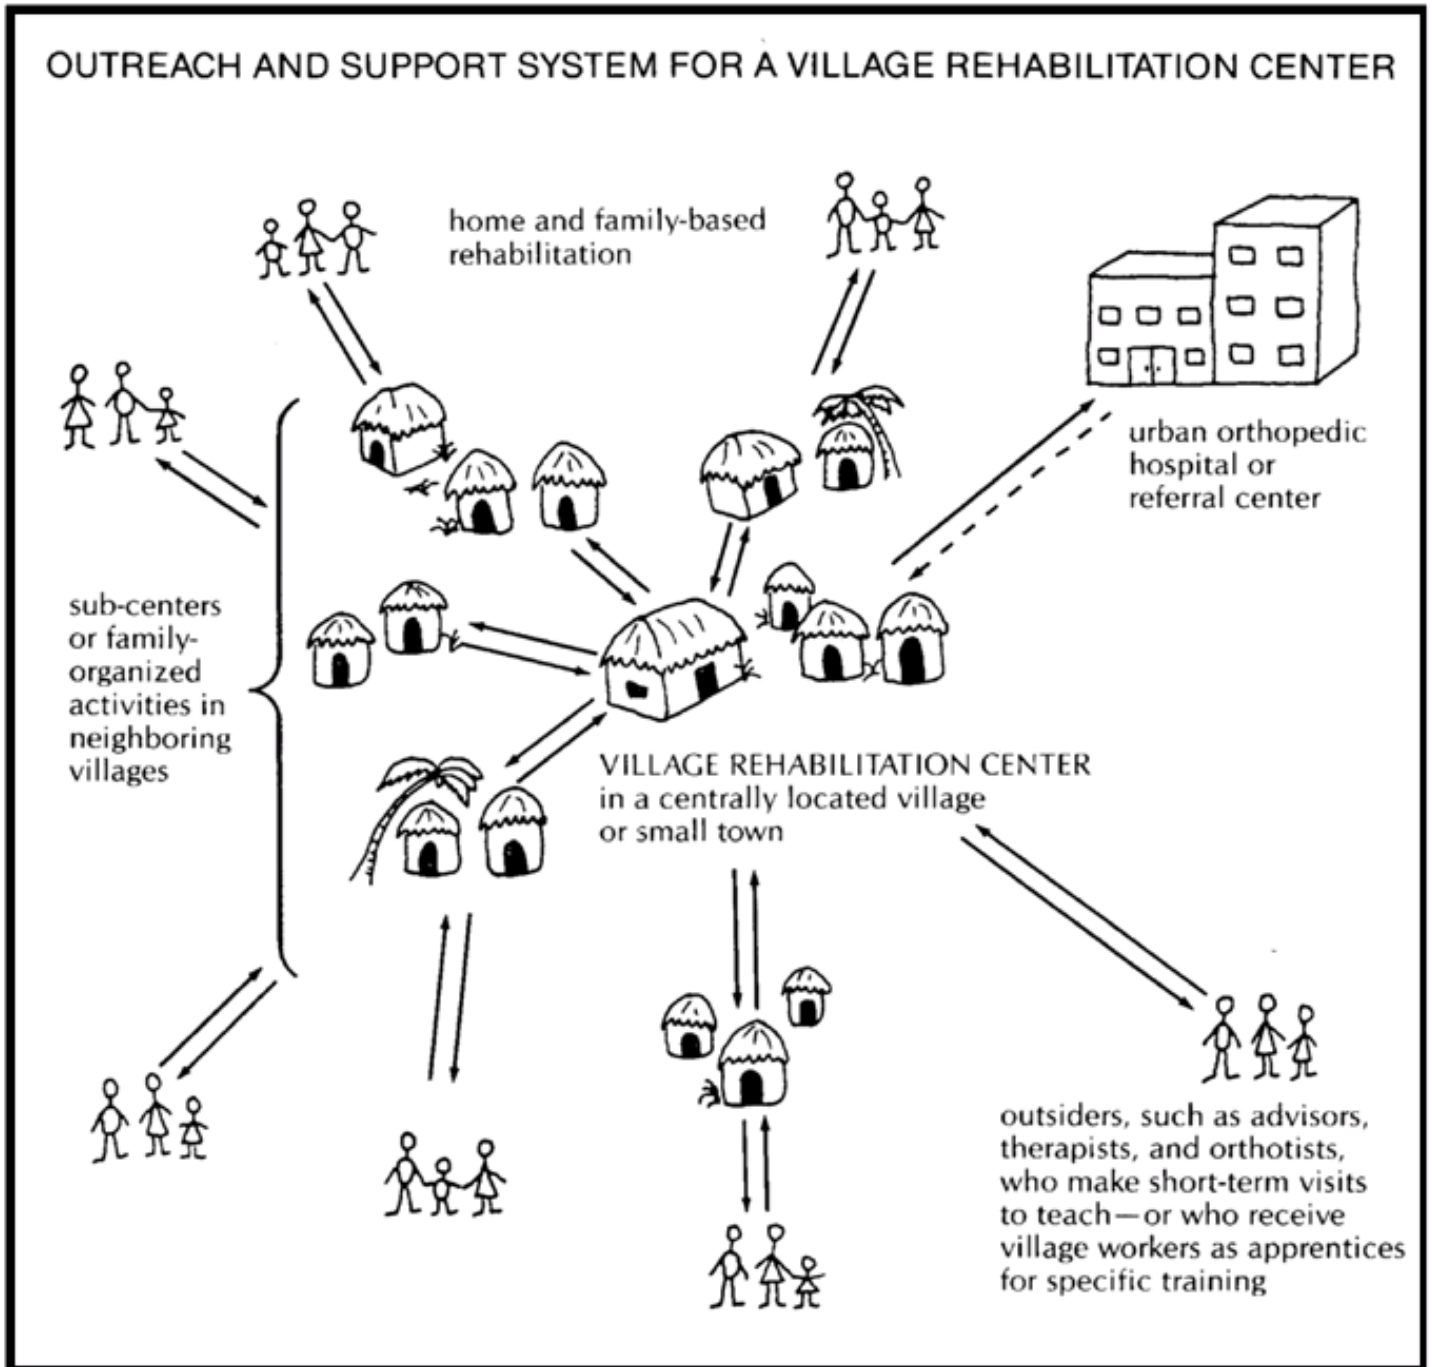 OUTREACH AND SUPPORT SYSTEM FOR A VILLAGE REHABILITATION CENTER
home and family-based
rehabilitation
urban orthopedic
hospital or
referral center
sub-centers
or family-
organized
activities in
neighboring
villages
VILLAGE REHABILITATION CENTER
in a centrally located village
or small town
outsiders, such as advisors,
therapists, and orthotists,
who make short-term visits
to teach—or who receive
village workers as apprentices
for specific training